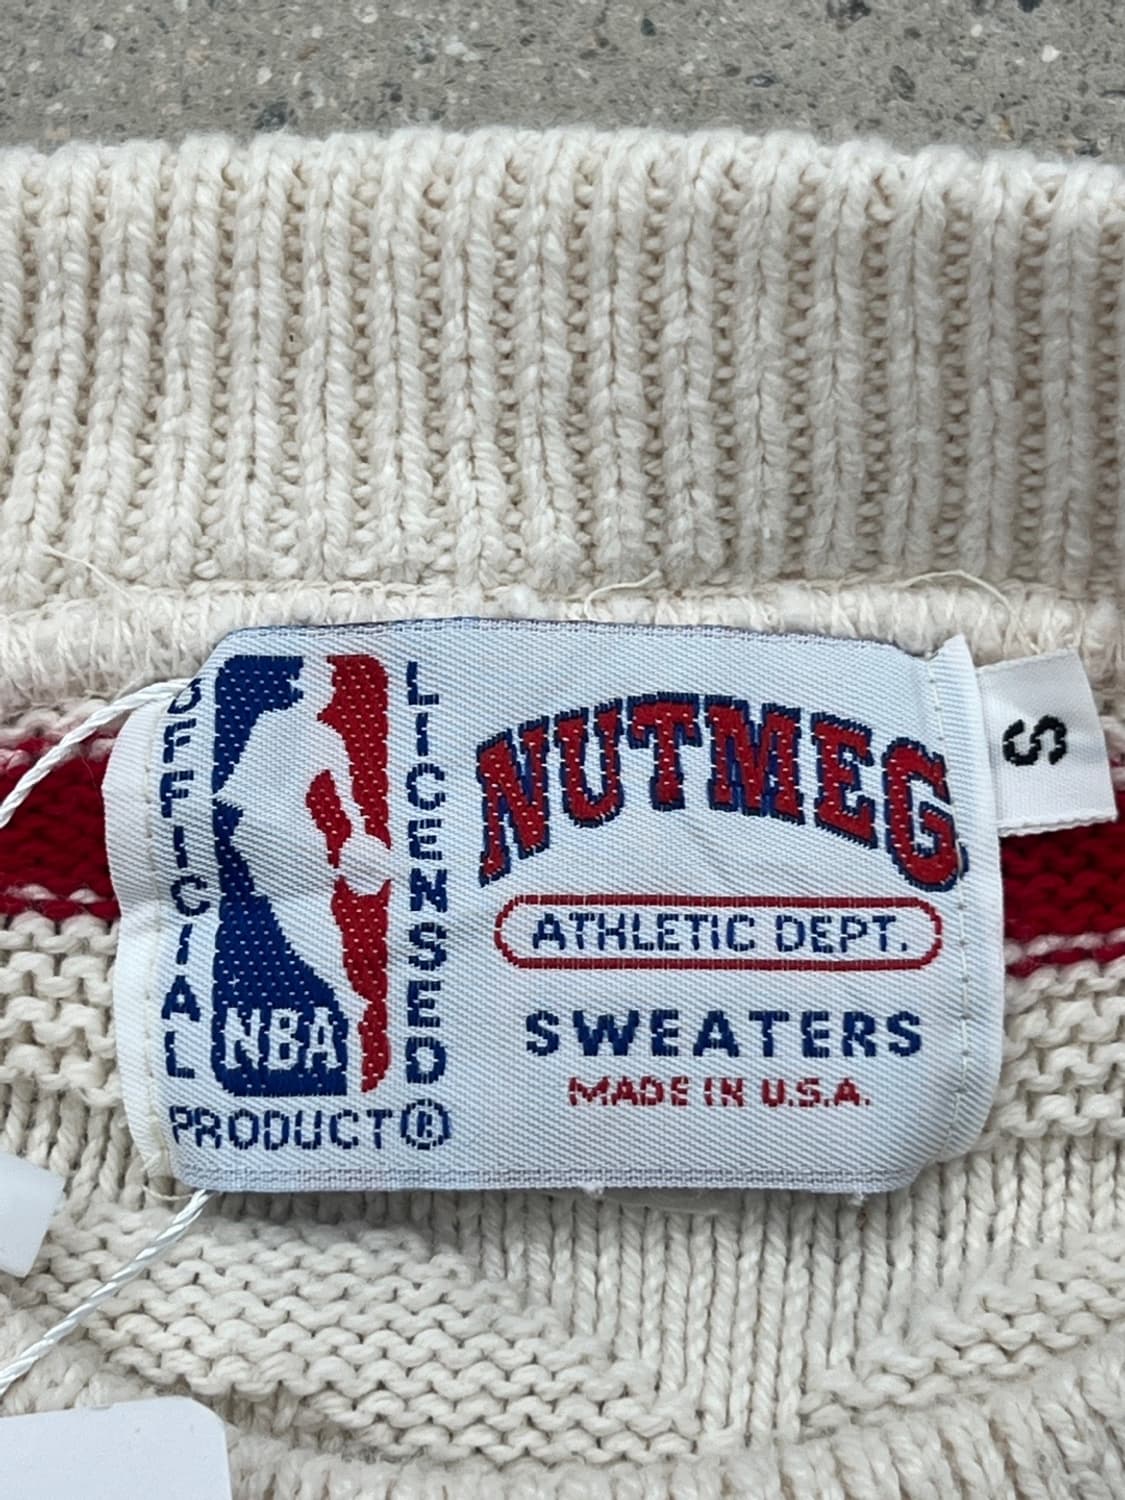 OFFICIAL
NBA
LICENSED
PRODUCT®
NUTMEG
ATHLETIC DEPT.
SWEATERS
MADE IN U.S.A.
S